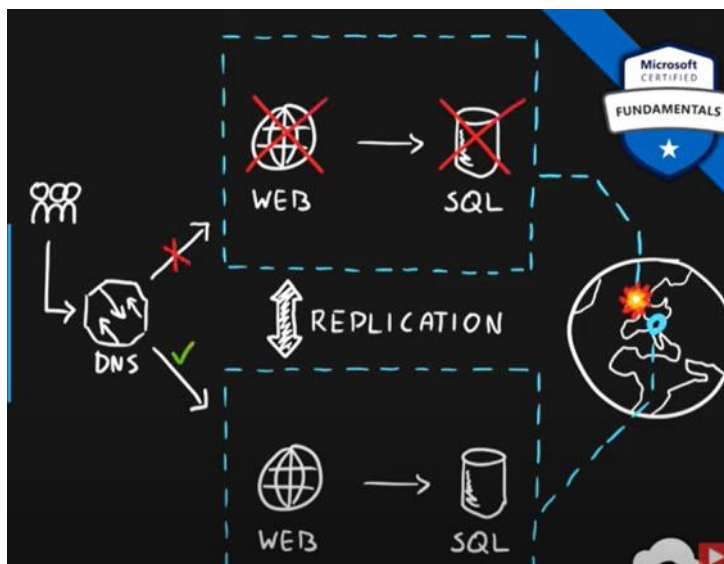 Microsoft
CERTIFIED
FUNDAMENTALS
WEB
SQL
REPLICATION
DNS
WEB
SQL